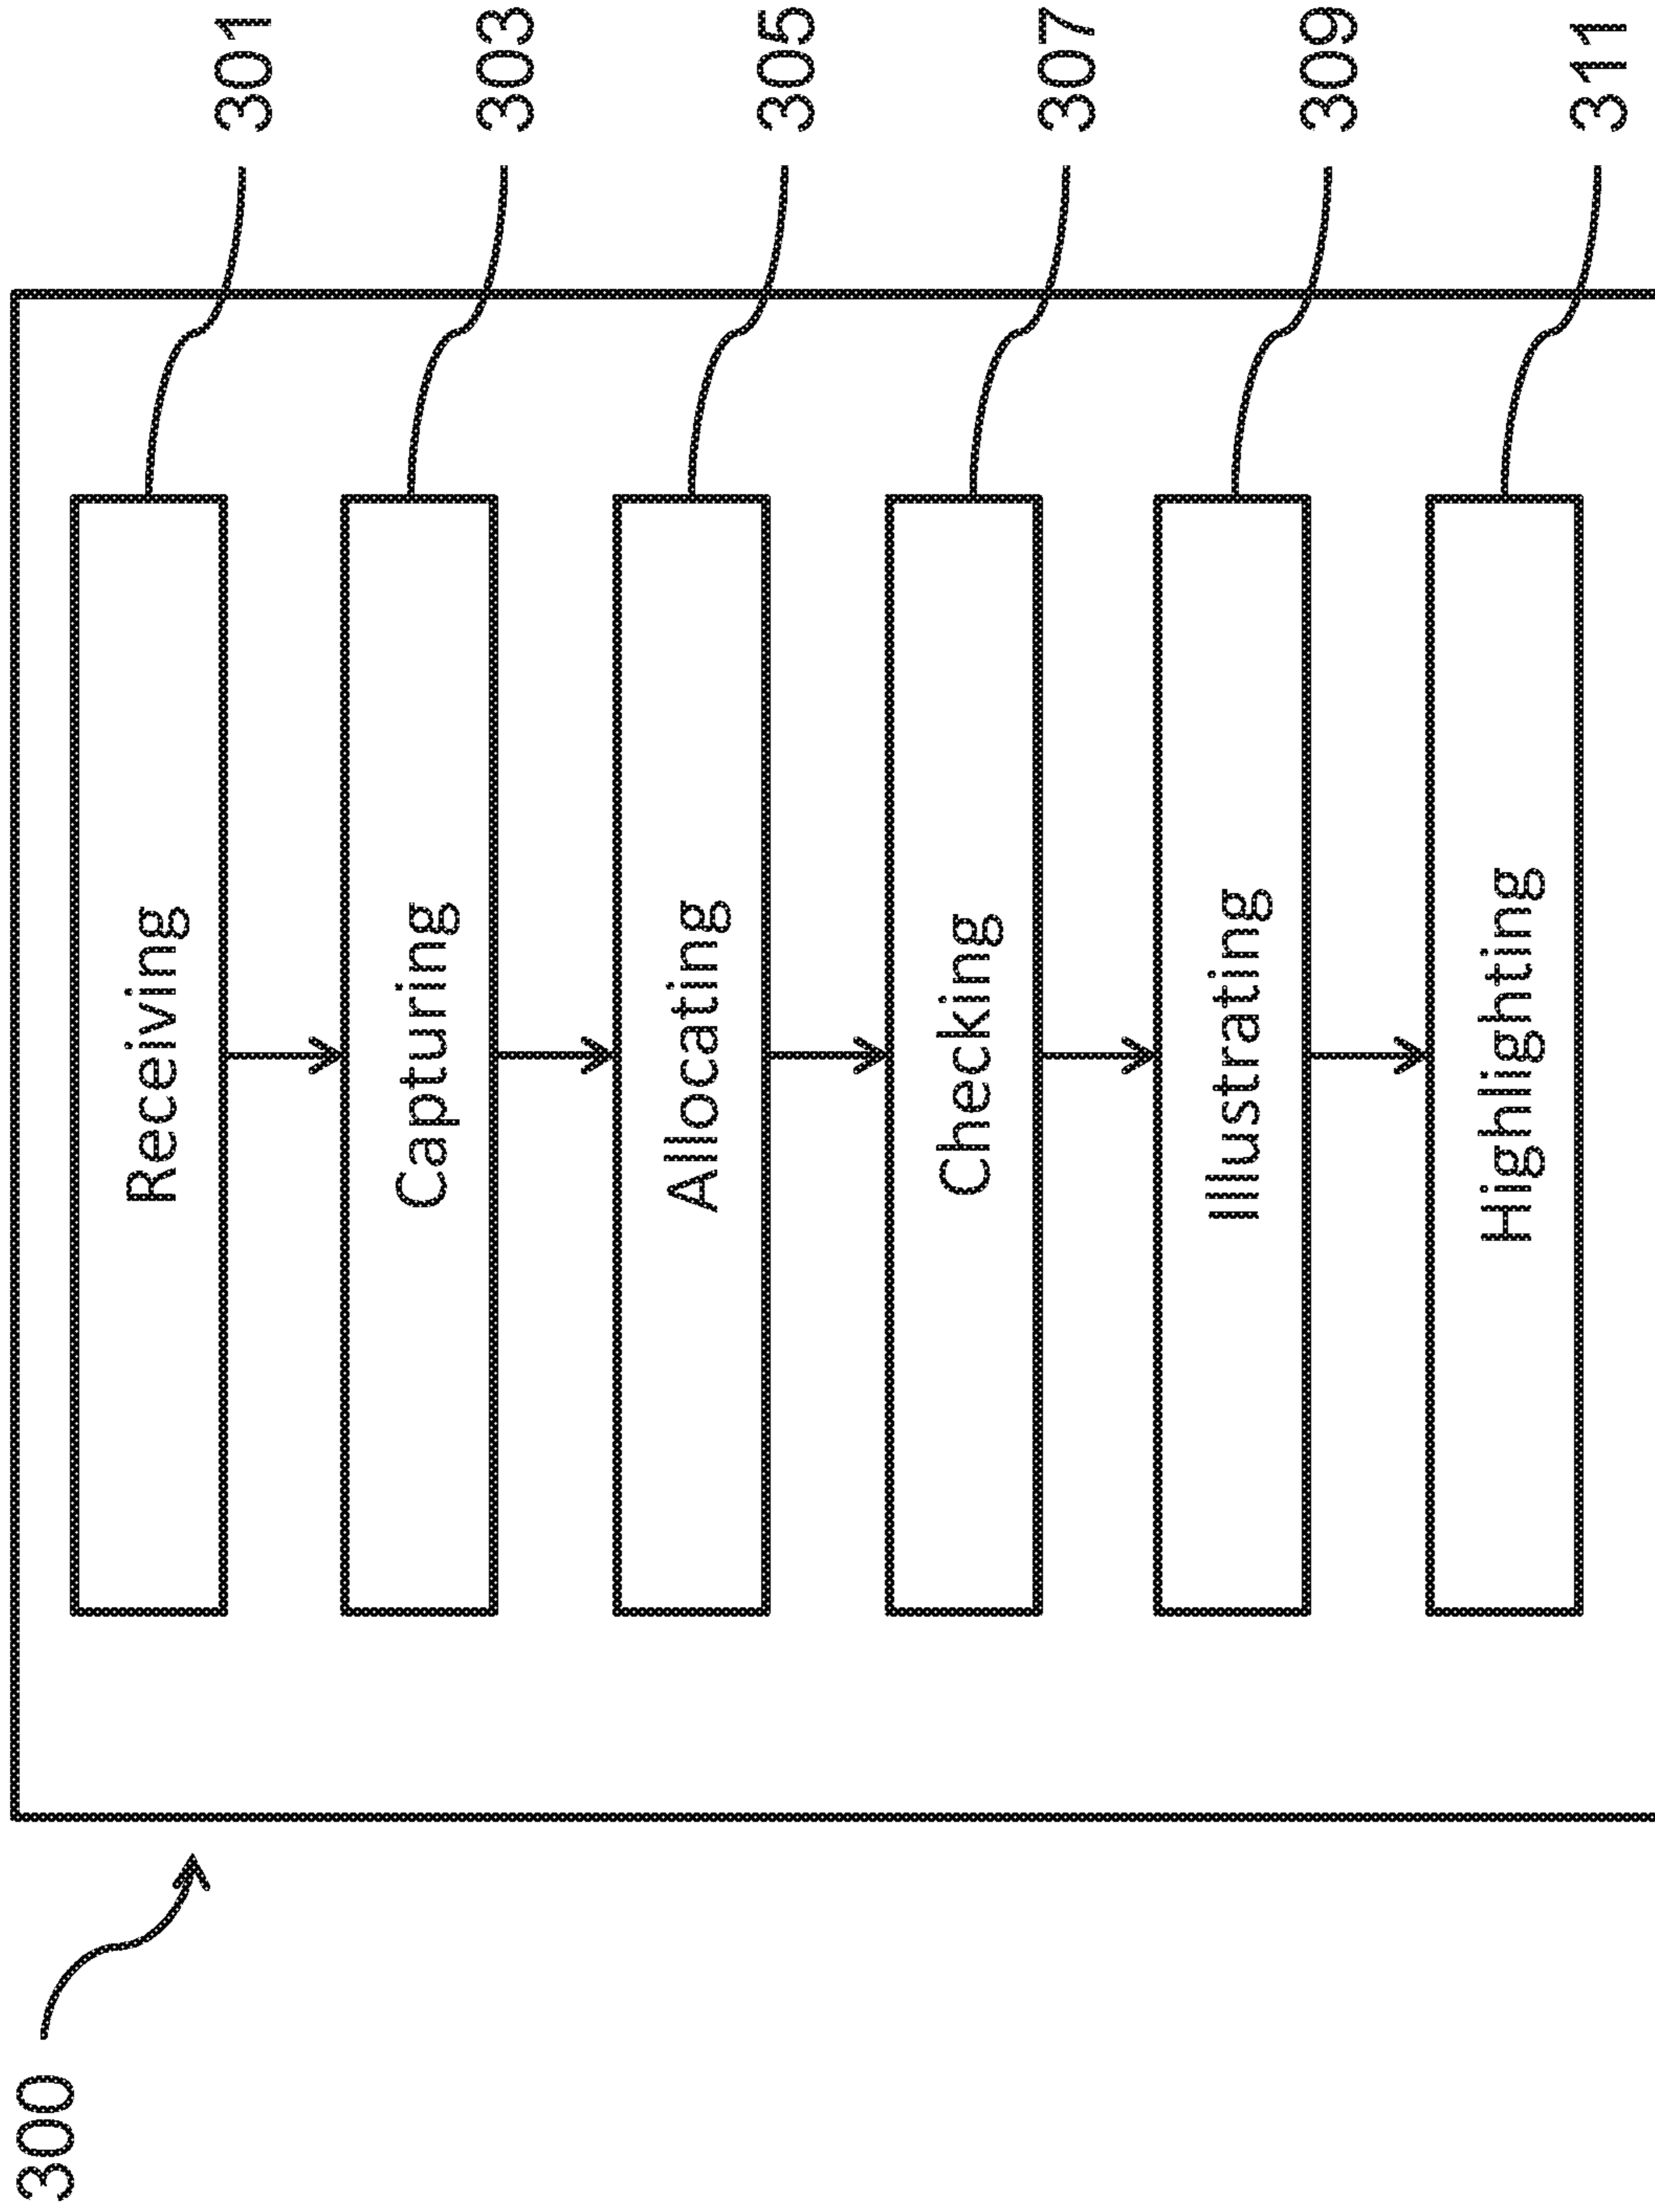 300
Receiving
301
Capturing
303
Allocating
305
Checking
307
Illustrating
309
Highlighting
311